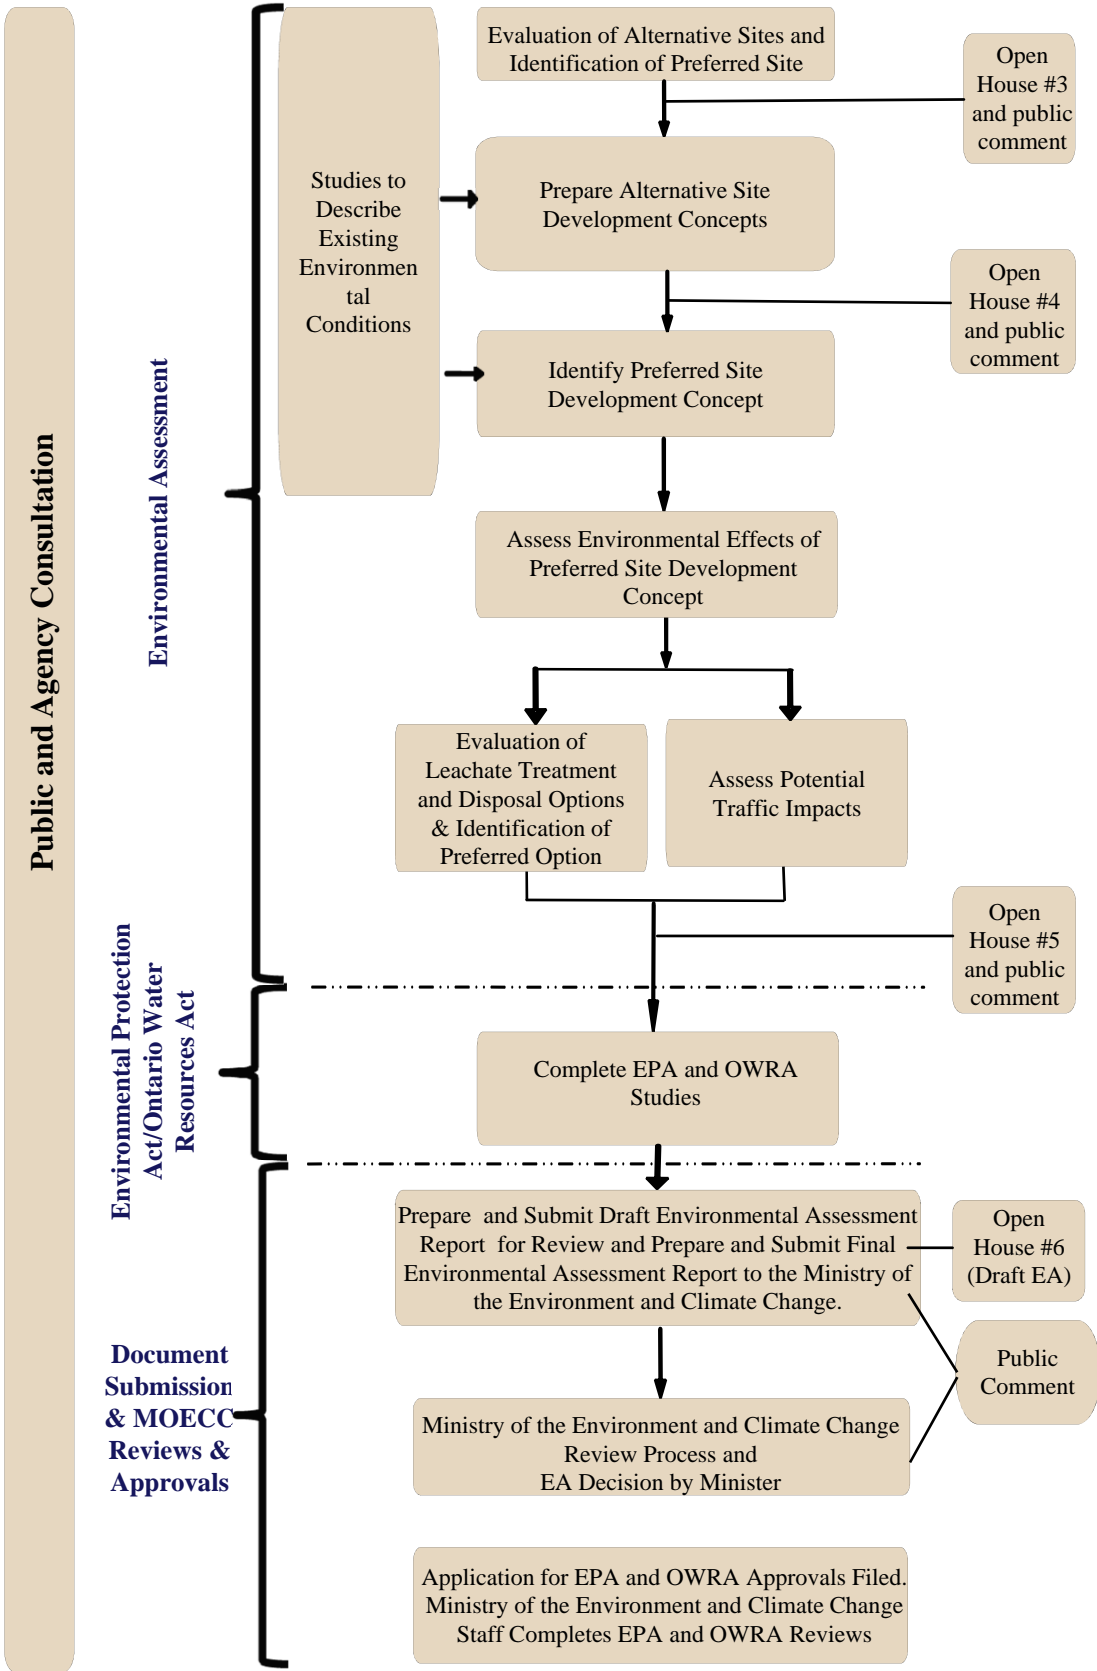 Public and Agency Consultation
Environmental Assessment
Environmental Protection
Act/Ontario Water
Resources Act
Document
Submission
& MOECC
Reviews &
Approvals
Studies to
Describe
Existing
Environmen
tal
Conditions
Evaluation of Alternative Sites and
Identification of Preferred Site
Open
House #3
and public
comment
Prepare Alternative Site
Development Concepts
Open
House #4
and public
comment
Identify Preferred Site
Development Concept
Assess Environmental Effects of
Preferred Site Development
Concept
Evaluation of
Leachate Treatment
and Disposal Options
& Identification of
Preferred Option
Assess Potential
Traffic Impacts
Open
House #5
and public
comment
Complete EPA and OWRA
Studies
Prepare and Submit Draft Environmental Assessment
Report for Review and Prepare and Submit Final
Environmental Assessment Report to the Ministry of
the Environment and Climate Change.
Open
House #6
(Draft EA)
Public
Comment
Ministry of the Environment and Climate Change
Review Process and
EA Decision by Minister
Application for EPA and OWRA Approvals Filed.
Ministry of the Environment and Climate Change
Staff Completes EPA and OWRA Reviews